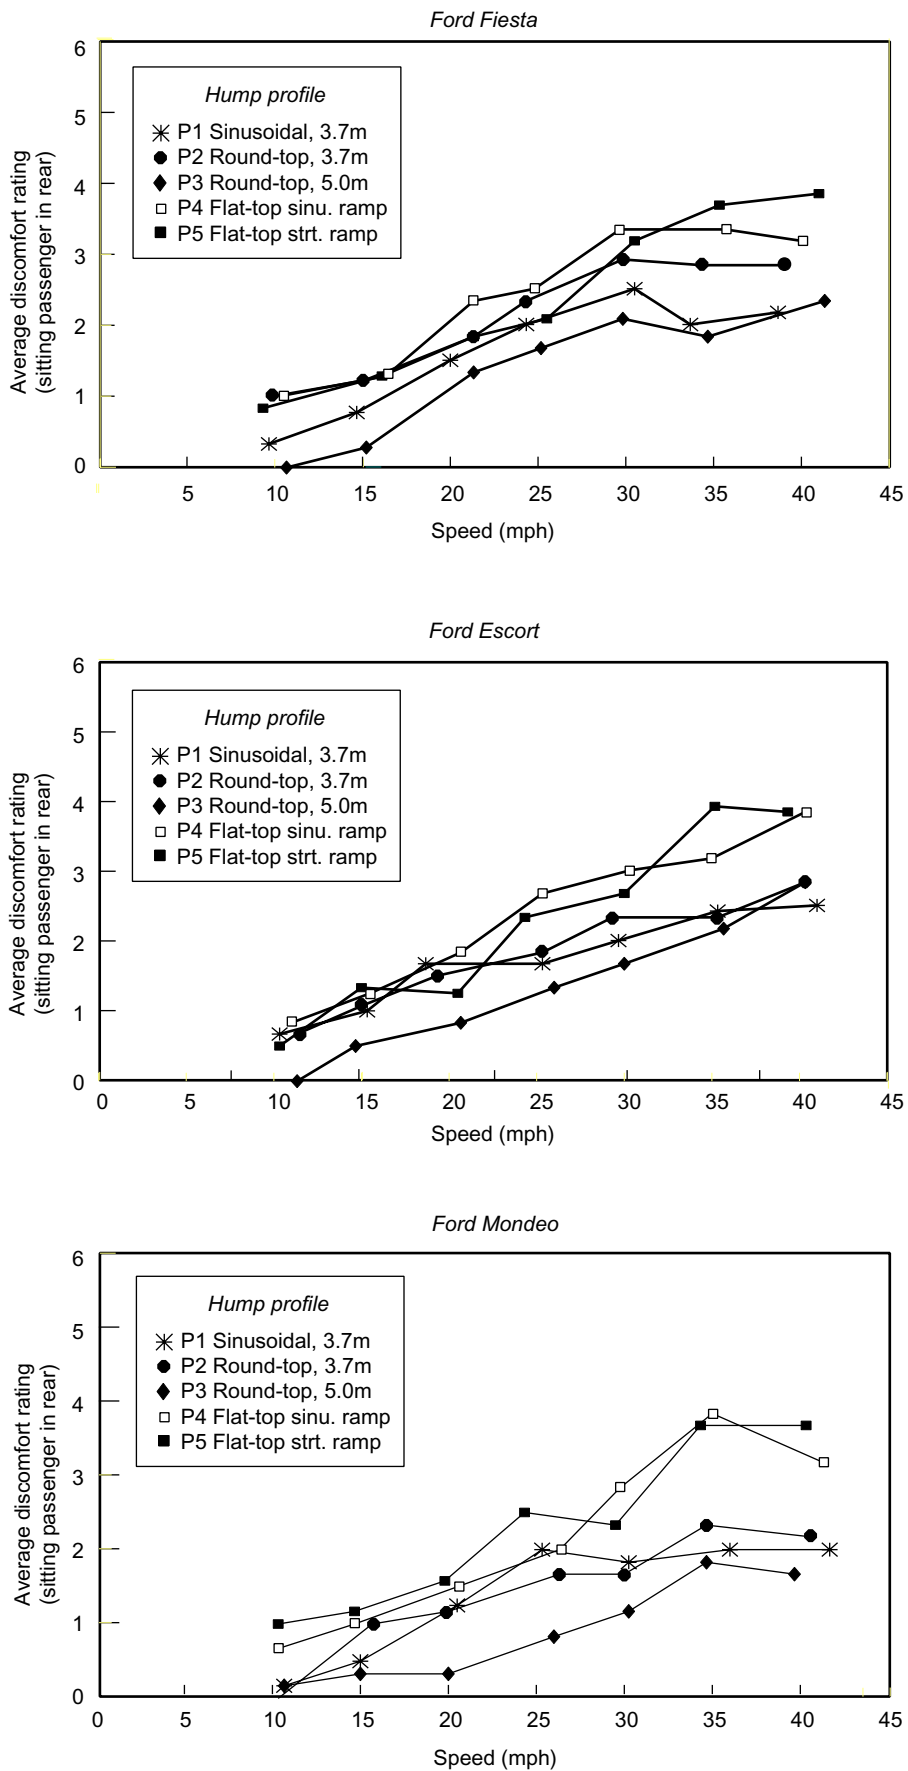 Ford Fiesta
6
5
4
3
2
1
0
Average discomfort rating
(sitting passenger in rear)
Hump profile
P1 Sinusoidal, 3.7m
P2 Round-top, 3.7m
P3 Round-top, 5.0m
P4 Flat-top sinu. ramp
P5 Flat-top strt. ramp
5 10 15 20 25 30 35 40 45
Speed (mph)
Ford Escort
6
5
4
3
2
1
0
Average discomfort rating
(sitting passenger in rear)
Hump profile
P1 Sinusoidal, 3.7m
P2 Round-top, 3.7m
P3 Round-top, 5.0m
P4 Flat-top sinu. ramp
P5 Flat-top strt. ramp
0 5 10 15 20 25 30 35 40 45
Speed (mph)
Ford Mondeo
6
5
4
3
2
1
0
Average discomfort rating
(sitting passenger in rear)
Hump profile
P1 Sinusoidal, 3.7m
P2 Round-top, 3.7m
P3 Round-top, 5.0m
P4 Flat-top sinu. ramp
P5 Flat-top strt. ramp
0 5 10 15 20 25 30 35 40 45
Speed (mph)